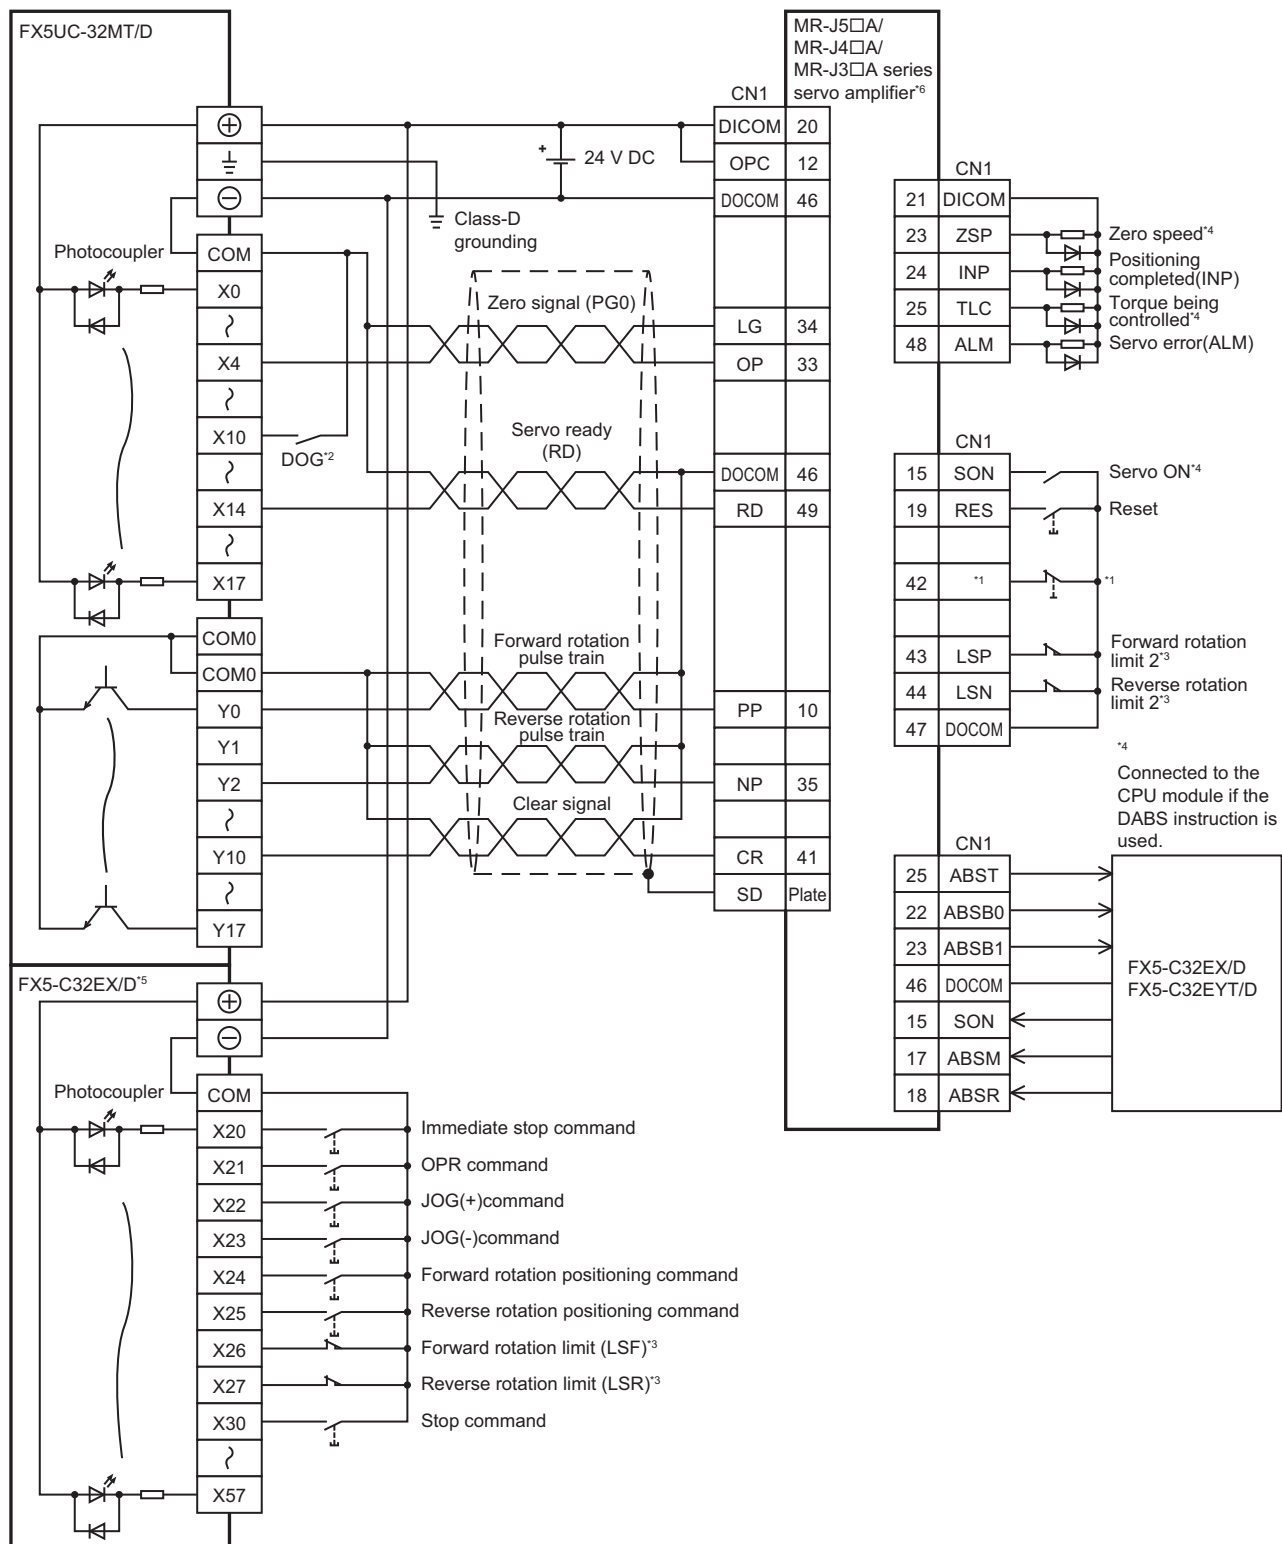 FX5UC-32MT/D
MR-J5□A/
MR-J4□A/
MR-J3□A series
servo amplifier*6
CN1
+
24 V DC
DICOM 20
OPC 12
DOCOM 46
Class-D
grounding
Photocoupler
COM
X0
X4
X10
X14
X17
DOG*2
Zero signal (PG0)
LG 34
OP 33
Servo ready
(RD)
DOCOM 46
RD 49
COM0
COM0
Y0
Y1
Y2
Y10
Y17
Forward rotation
pulse train
PP 10
Reverse rotation
pulse train
NP 35
Clear signal
CR 41
SD Plate
CN1
21 DICOM
23 ZSP Zero speed*4
24 INP Positioning
completed(INP)
25 TLC Torque being
controlled*4
48 ALM Servo error(ALM)
CN1
15 SON Servo ON*4
19 RES Reset
42 *1 *1
43 LSP Forward rotation
limit 2*3
44 LSN Reverse rotation
limit 2*3
47 DOCOM
*4
Connected to the
CPU module if the
DABS instruction is
used.
CN1
25 ABST
22 ABSB0
23 ABSB1
46 DOCOM
15 SON
17 ABSM
18 ABSR
FX5-C32EX/D
FX5-C32EYT/D
FX5-C32EX/D*5
Photocoupler
COM
X20 Immediate stop command
X21 OPR command
X22 JOG(+)command
X23 JOG(-)command
X24 Forward rotation positioning command
X25 Reverse rotation positioning command
X26 Forward rotation limit (LSF)*3
X27 Reverse rotation limit (LSR)*3
X30 Stop command
X57